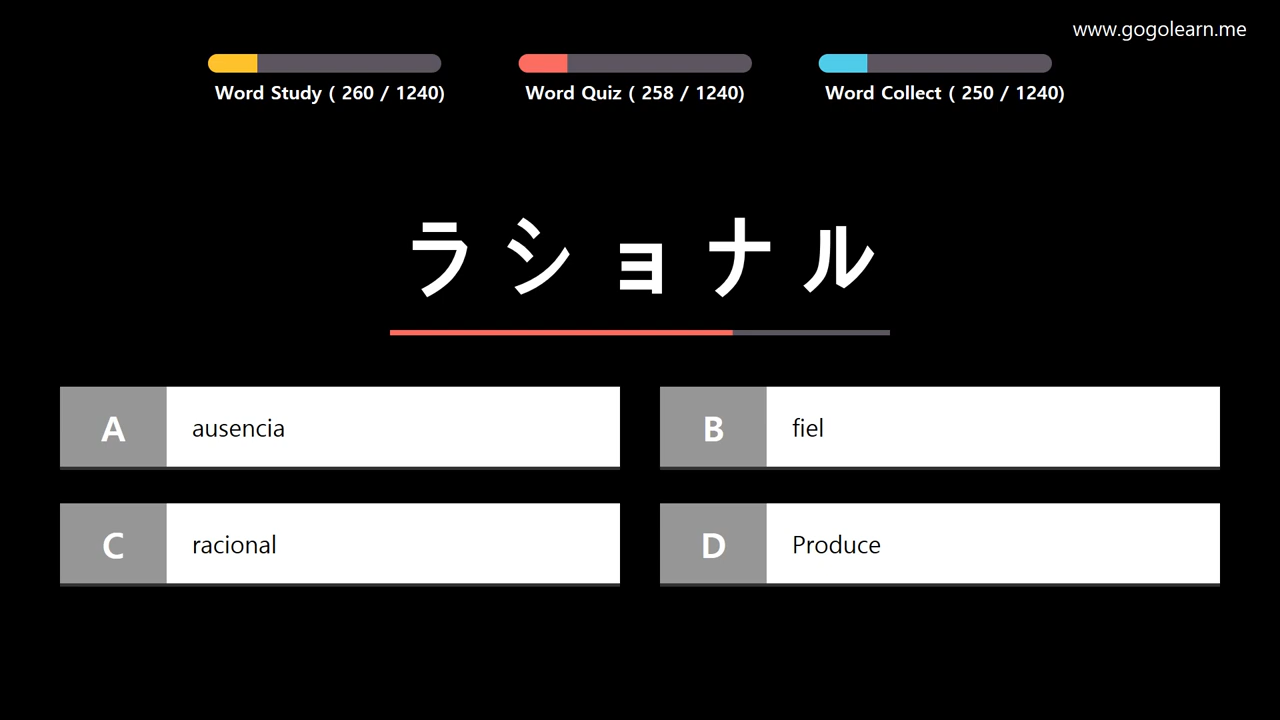 www.gogolearn.me
Word Study ( 260 / 1240)
Word Quiz ( 258 / 1240)
Word Collect ( 250 / 1240)
ラショナル
A ausencia
B fiel
C racional
D Produce